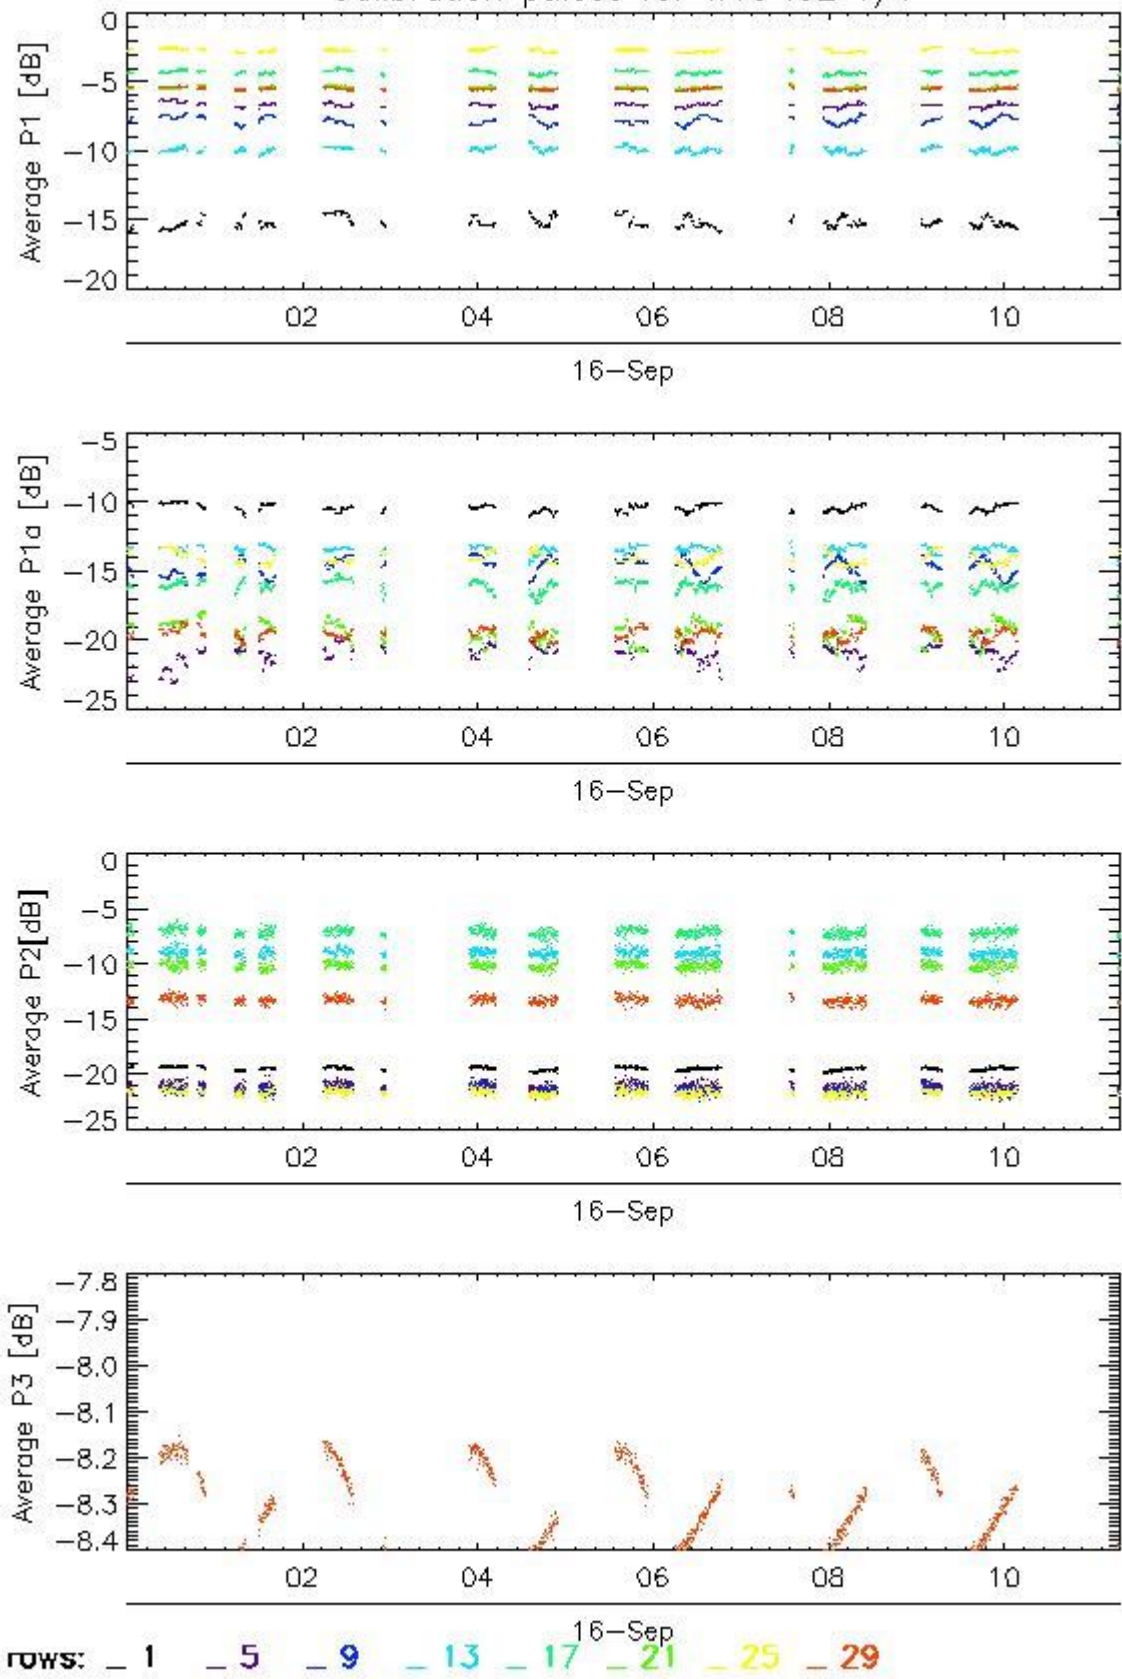 Calibration pulses for
0
−5
−10
−15
−20
Average P1 [dB]
02 04 06 08 10
16−Sep
−5
−10
−15
−20
−25
Average P1a [dB]
02 04 06 08 10
16−Sep
0
−5
−10
−15
−20
−25
Average P2[dB]
02 04 06 08 10
16−Sep
−7.8
−7.9
−8.0
−8.1
−8.2
−8.3
−8.4
Average P3 [dB]
02 04 06 08 10
16−Sep
rows: _ 1 _ 5 _ 9 _ 13 _ 17 _ 21 _ 25 _ 29